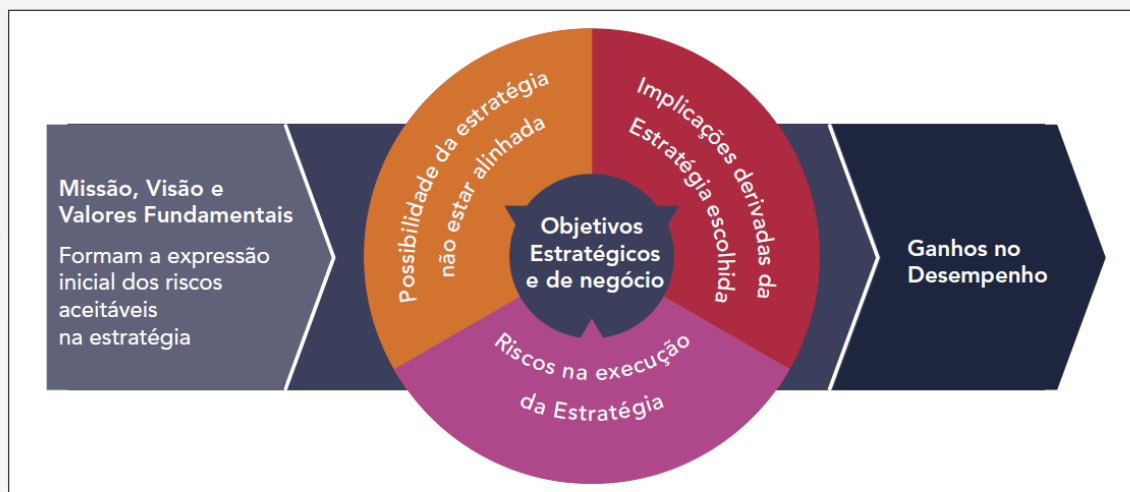 Missão, Visão e
Valores Fundamentais
Formam a expressão
inicial dos riscos
aceitáveis
na estratégia
Possibilidade da estratégia
não estar alinhada
Implicações derivadas da
Estratégia escolhida
Objetivos
Estratégicos
e de negócio
Riscos na execução
da Estratégia
Ganhos no
Desempenho